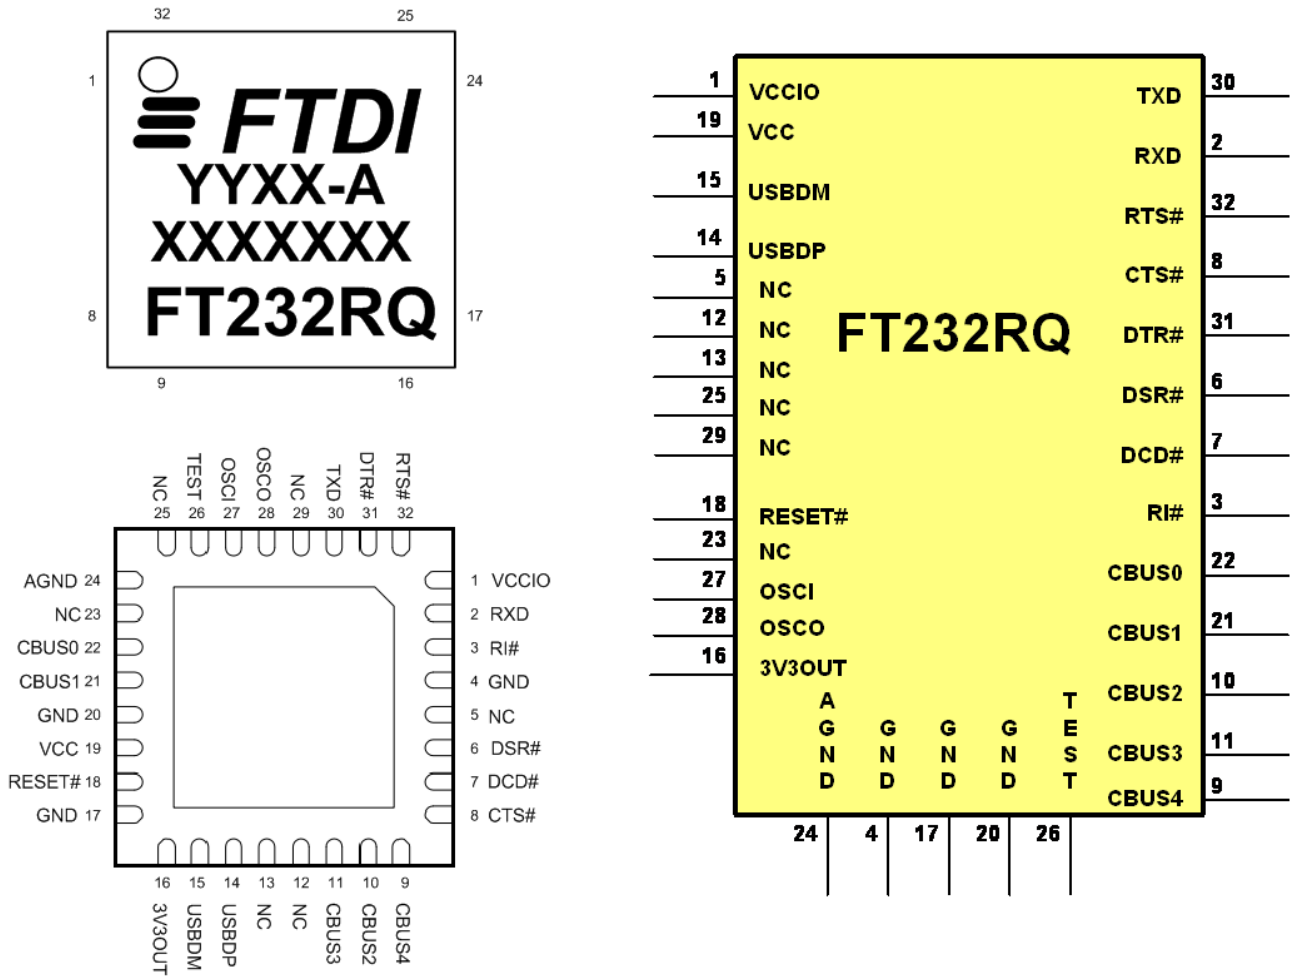 32 25
1 24
FTDI
YYXX-A
XXXXXXX
FT232RQ
8 17
9 16
NC TEST OSCI OSCO NC TXD DTR# RTS#
25 26 27 28 29 30 31 32
AGND 24 1 VCCIO
NC 23 2 RXD
CBUS0 22 3 RI#
CBUS1 21 4 GND
GND 20 5 NC
VCC 19 6 DSR#
RESET# 18 7 DCD#
GND 17 8 CTS#
16 15 14 13 12 11 10 9
3V3OUT USBDM USBDP NC NC CBUS3 CBUS2 CBUS4
1 VCCIO
19 VCC
15 USBDM
14 USBDP
5 NC
12 NC
13 NC
25 NC
29 NC
18 RESET#
23 NC
27 OSCI
28 OSCO
16 3V3OUT
FT232RQ
TXD 30
RXD 2
RTS# 32
CTS# 8
DTR# 31
DSR# 6
DCD# 7
RI# 3
CBUS0 22
CBUS1 21
CBUS2 10
CBUS3 11
CBUS4 9
AGND GND GND GND TEST
24 4 17 20 26